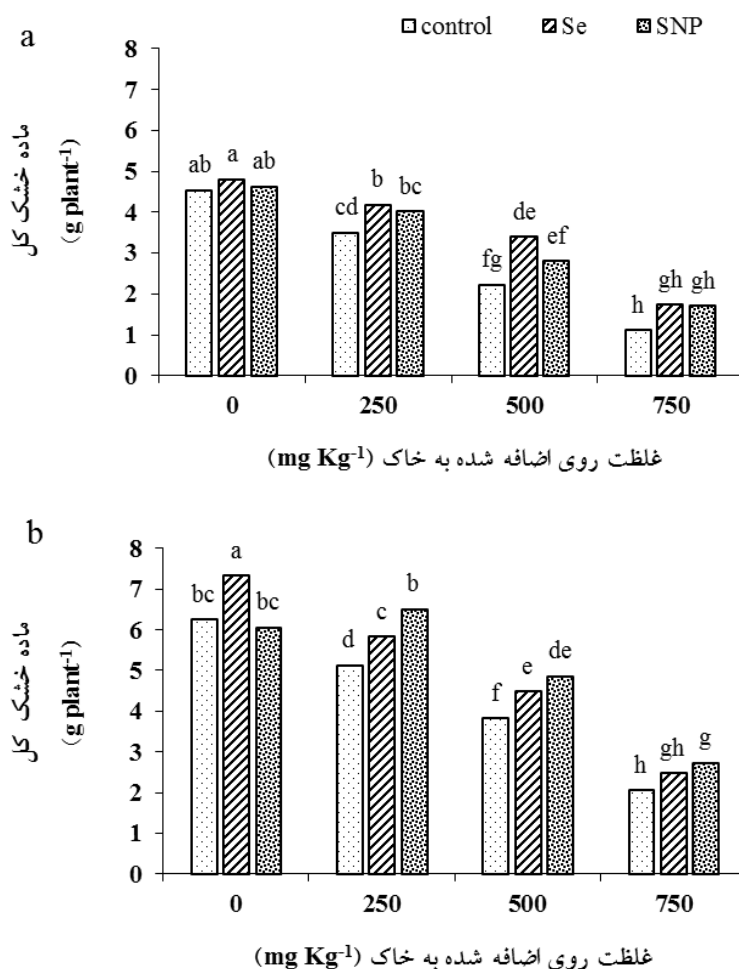 a
control Se SNP
ماده خشک کل
(g plant-1)
8
7
6
5
4
3
2
1
0
ab a ab
cd b bc
fg de ef
h gh gh
0 250 500 750
غلظت روی اضافه شده به خاک (mg Kg-1)
b
ماده خشک کل
(g plant-1)
8
7
6
5
4
3
2
1
0
bc a bc
d c b
f e de
h gh g
0 250 500 750
غلظت روی اضافه شده به خاک (mg Kg-1)